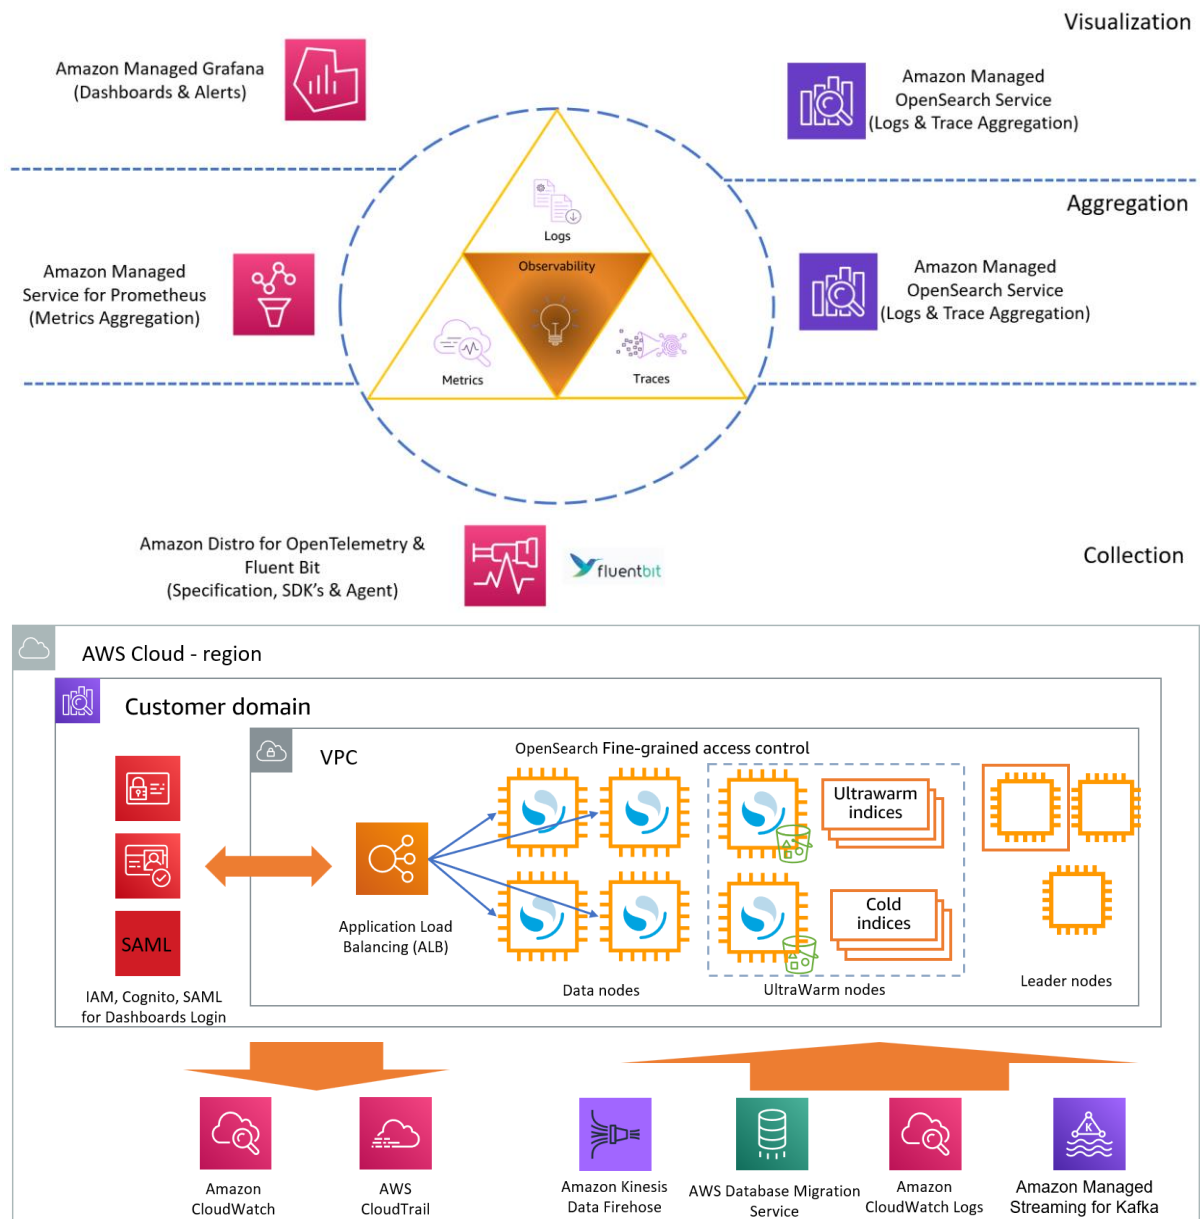 Visualization
Amazon Managed Grafana
(Dashboards & Alerts)
Amazon Managed
OpenSearch Service
(Logs & Trace Aggregation)
Aggregation
Logs
Observability
Metrics
Traces
Amazon Managed
Service for Prometheus
(Metrics Aggregation)
Amazon Managed
OpenSearch Service
(Logs & Trace Aggregation)
Amazon Distro for OpenTelemetry &
Fluent Bit
(Specification, SDK's & Agent)
fluentbit
Collection
AWS Cloud - region
Customer domain
VPC
OpenSearch Fine-grained access control
Ultrawarm
indices
Cold
indices
SAML
Application Load
Balancing (ALB)
IAM, Cognito, SAML
for Dashboards Login
Data nodes
UltraWarm nodes
Leader nodes
Amazon
CloudWatch
AWS
CloudTrail
Amazon Kinesis
Data Firehose
AWS Database Migration
Service
Amazon
CloudWatch Logs
K
Amazon Managed
Streaming for Kafka